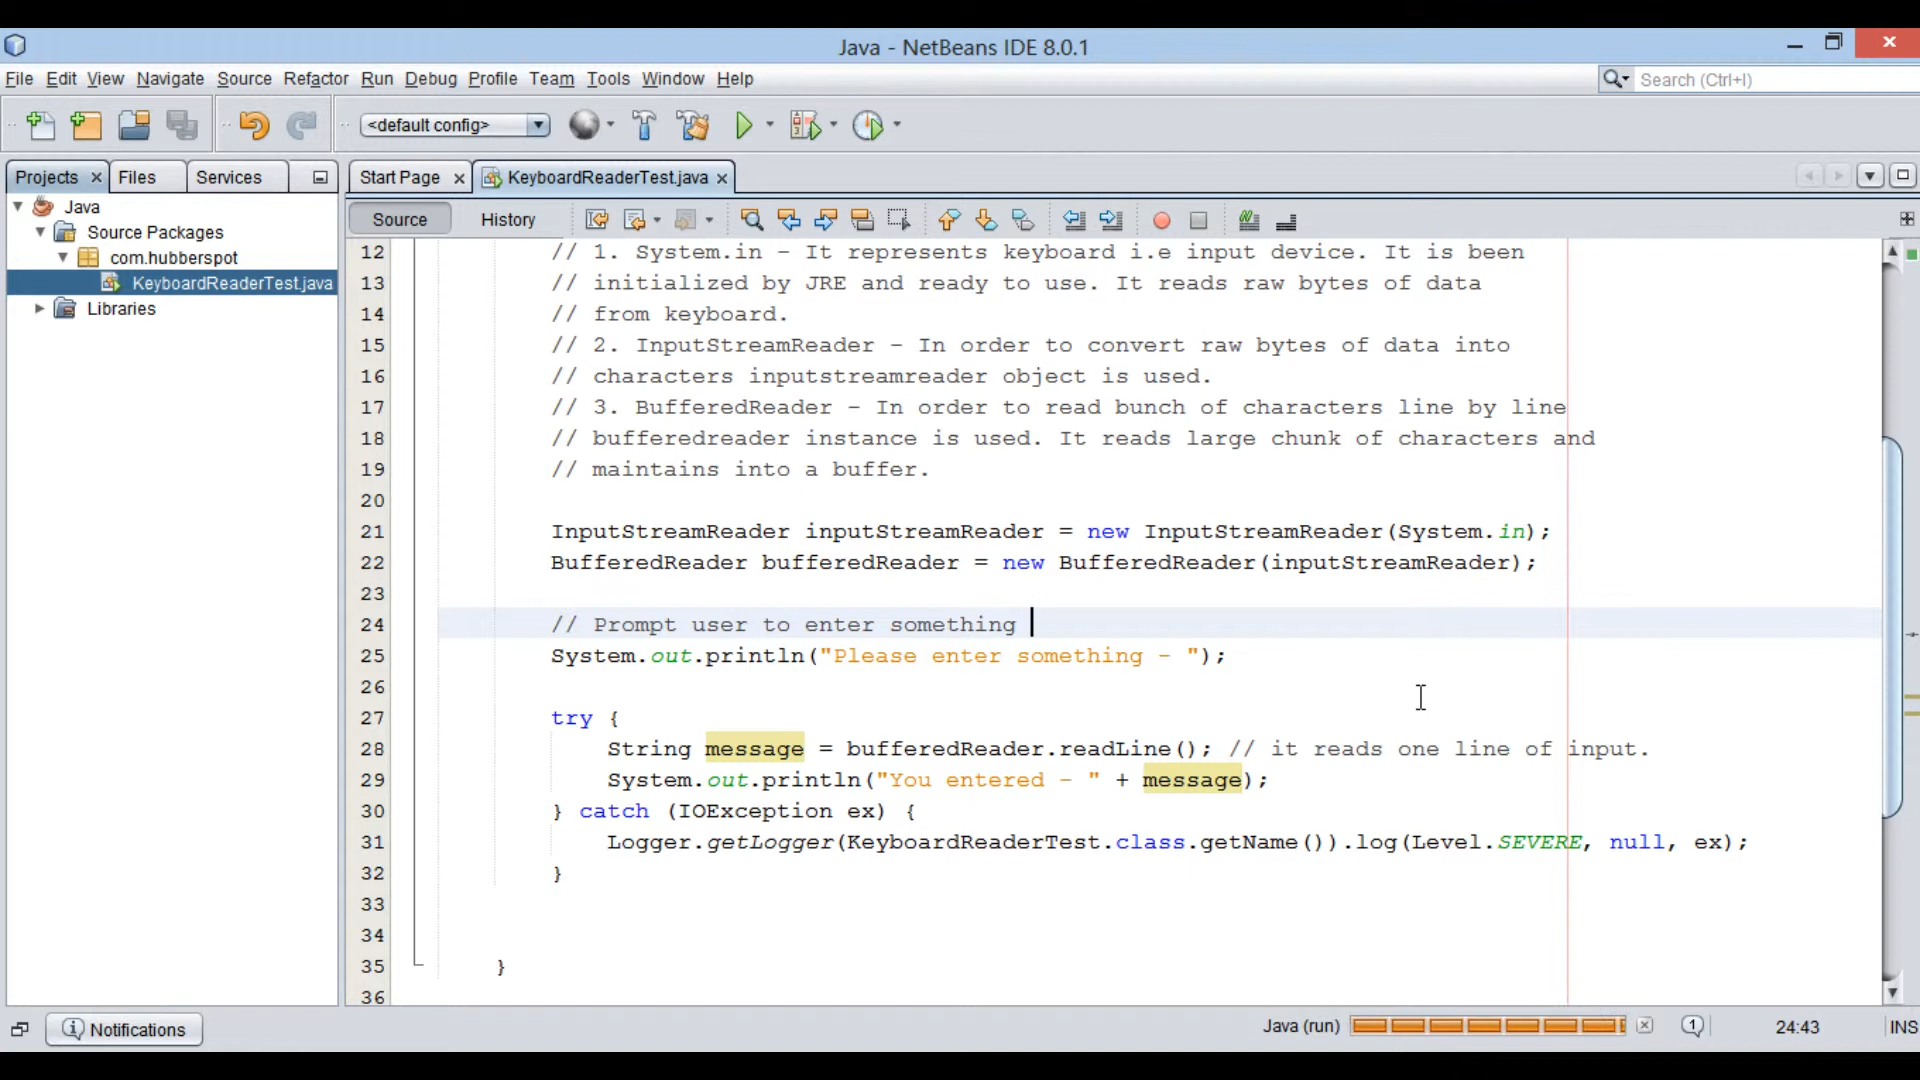 Java - NetBeans IDE 8.0.1
File Edit View Navigate Source Refactor Run Debug Profile Team Tools Window Help
Search (Ctrl+I)
<default config>
Projects Files Services
Start Page KeyboardReaderTest.java
Java
Source Packages
com.hubberspot
KeyboardReaderTest.java
Libraries
Source History
12 // 1. System.in - It represents keyboard i.e input device. It is been
13 // initialized by JRE and ready to use. It reads raw bytes of data
14 // from keyboard.
15 // 2. InputStreamReader - In order to convert raw bytes of data into
16 // characters inputstreamreader object is used.
17 // 3. BufferedReader - In order to read bunch of characters line by line
18 // bufferedreader instance is used. It reads large chunk of characters and
19 // maintains into a buffer.
20
21 InputStreamReader inputStreamReader = new InputStreamReader(System.in);
22 BufferedReader bufferedReader = new BufferedReader(inputStreamReader);
23
24 // Prompt user to enter something
25 System.out.println("Please enter something - ");
26
27 try {
28 String message = bufferedReader.readLine(); // it reads one line of input.
29 System.out.println("You entered - " + message);
30 } catch (IOException ex) {
31 Logger.getLogger(KeyboardReaderTest.class.getName()).log(Level.SEVERE, null, ex);
32 }
33
34
35 }
36
Notifications
Java (run)
1
24:43
INS